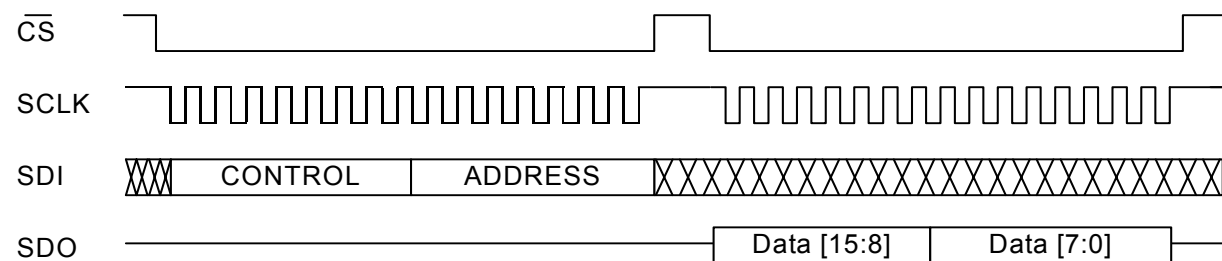 CS
SCLK
SDI CONTROL ADDRESS
SDO Data [15:8] Data [7:0]